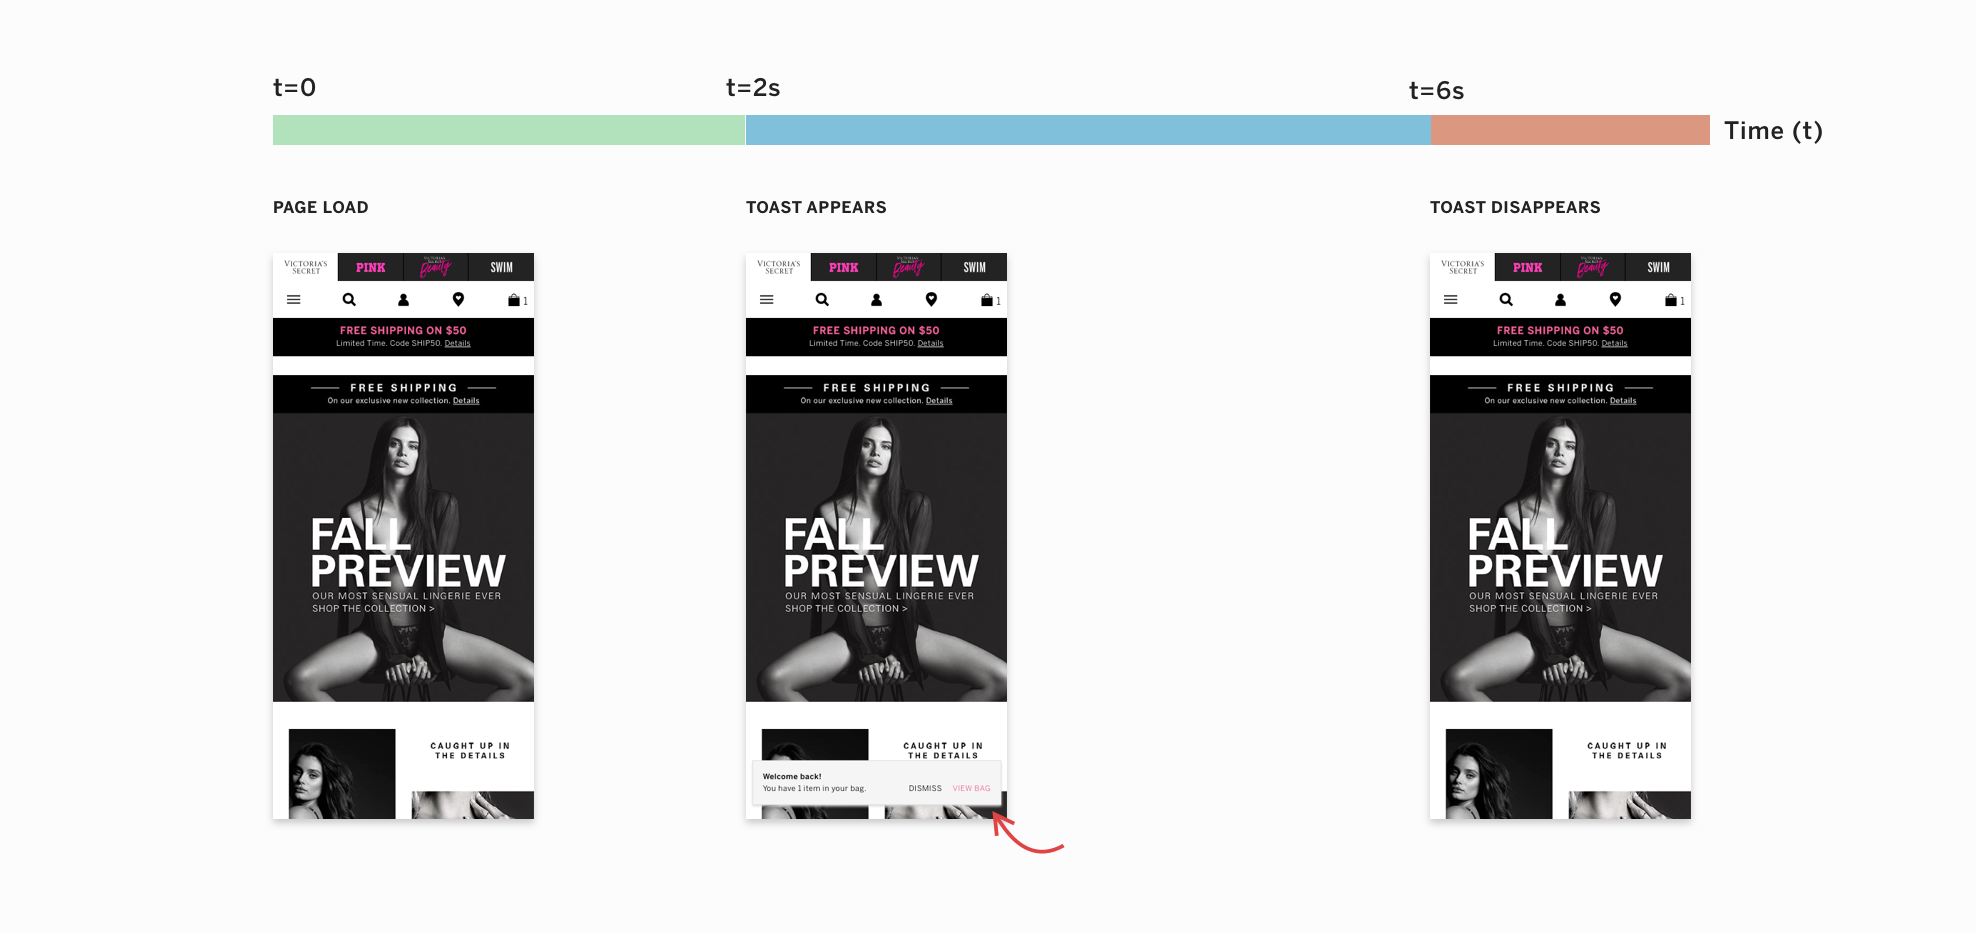 t=0
t=2s
t=6s
Time (t)
PAGE LOAD
TOAST APPEARS
TOAST DISAPPEARS
VICTORIA'S
SECRET
PINK
VICTORIA'S
SECRET
Beauty
SWIM
1
FREE SHIPPING ON $50
Limited Time. Code SHIP50. Details
FREE SHIPPING
On our exclusive new collection. Details
FALL
PREVIEW
OUR MOST SENSUAL LINGERIE EVER
SHOP THE COLLECTION >
CAUGHT UP IN
THE DETAILS
VICTORIA'S
SECRET
PINK
VICTORIA'S
SECRET
Beauty
SWIM
1
FREE SHIPPING ON $50
Limited Time. Code SHIP50. Details
FREE SHIPPING
On our exclusive new collection. Details
FALL
PREVIEW
OUR MOST SENSUAL LINGERIE EVER
SHOP THE COLLECTION >
CAUGHT UP IN
THE DETAILS
Welcome back!
You have 1 item in your bag.
DISMISS
VIEW BAG
VICTORIA'S
SECRET
PINK
VICTORIA'S
SECRET
Beauty
SWIM
1
FREE SHIPPING ON $50
Limited Time. Code SHIP50. Details
FREE SHIPPING
On our exclusive new collection. Details
FALL
PREVIEW
OUR MOST SENSUAL LINGERIE EVER
SHOP THE COLLECTION >
CAUGHT UP IN
THE DETAILS